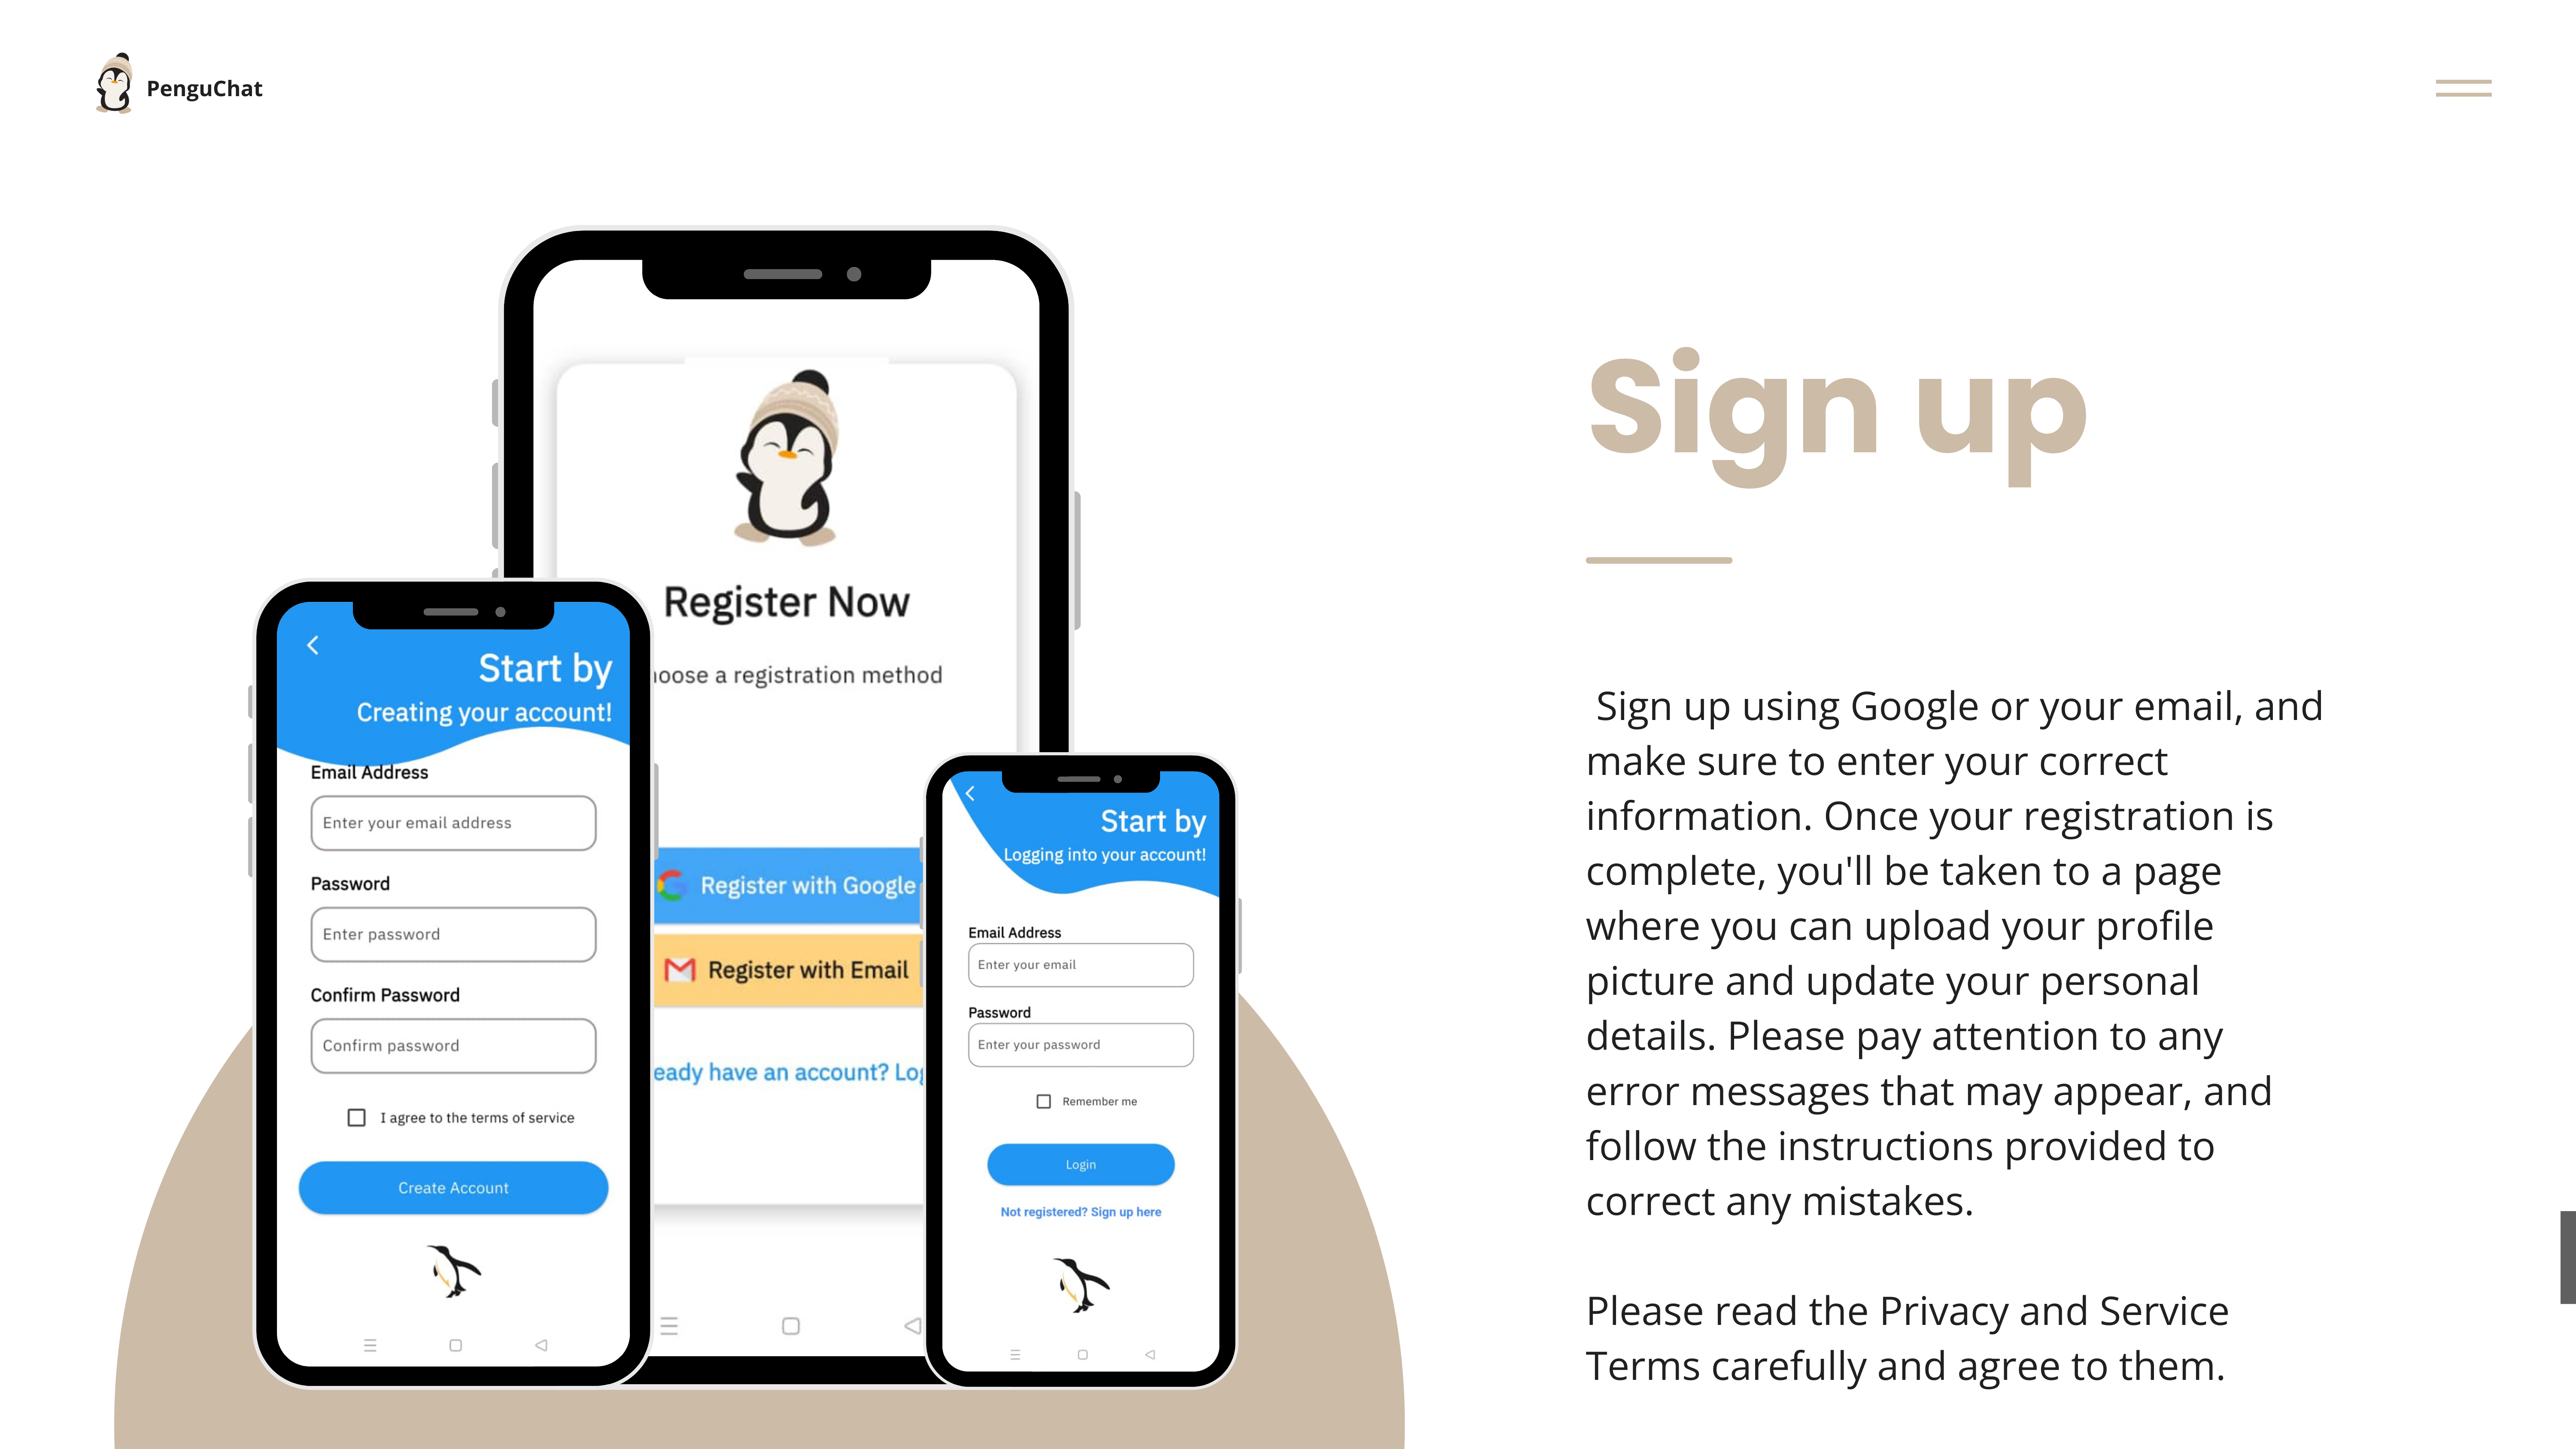 PenguChat
Register Now
a registration method
Register with Google
Register with Email
have an account?
Start by
Creating your account!
Email Address
Enter your email address
Password
Enter password
Confirm Password
Confirm password
I agree to the terms of service
Create Account
Start by
Logging into your account!
Email Address
Enter your email
Password
Enter your password
Remember me
Login
Not registered? Sign up here
Sign up
Sign up using Google or your email, and
make sure to enter your correct
information. Once your registration is
complete, you'll be taken to a page
where you can upload your profile
picture and update your personal
details. Please pay attention to any
error messages that may appear, and
follow the instructions provided to
correct any mistakes.
Please read the Privacy and Service
Terms carefully and agree to them.